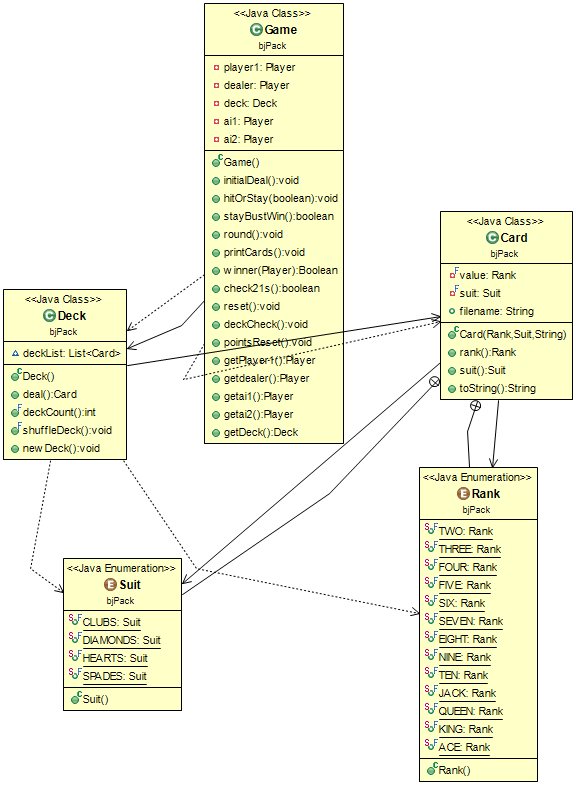 <<Java Class>>
Game
bjPack
player1: Player
dealer: Player
deck: Deck
ai1: Player
ai2: Player
Game()
initialDeal():void
hitOrStay(boolean):void
stayBustWin():boolean
round():void
printCards():void
winner(Player):Boolean
check21s():boolean
reset():void
deckCheck():void
pointsReset():void
getPlayer1():Player
getdealer():Player
getai1():Player
getai2():Player
getDeck():Deck
<<Java Class>>
Card
bjPack
value: Rank
suit: Suit
filename: String
Card(Rank,Suit,String)
rank():Rank
suit():Suit
toString():String
<<Java Class>>
Deck
bjPack
deckList: List<Card>
Deck()
deal():Card
deckCount():int
shuffleDeck():void
newDeck():void
<<Java Enumeration>>
Suit
bjPack
CLUBS: Suit
DIAMONDS: Suit
HEARTS: Suit
SPADES: Suit
Suit()
<<Java Enumeration>>
Rank
bjPack
TWO: Rank
THREE: Rank
FOUR: Rank
FIVE: Rank
SIX: Rank
SEVEN: Rank
EIGHT: Rank
NINE: Rank
TEN: Rank
JACK: Rank
QUEEN: Rank
KING: Rank
ACE: Rank
Rank()